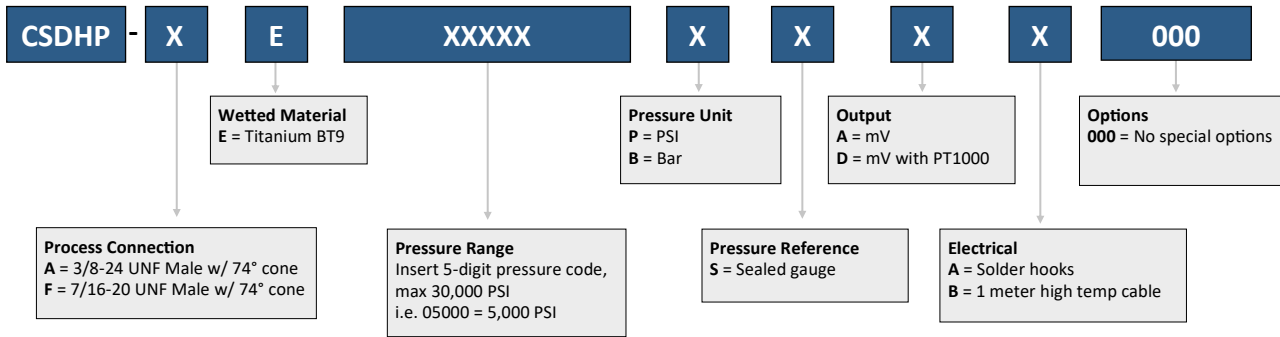 CSDHP - X E XXXXX X X X X 000
Wetted Material
E = Titanium BT9
Pressure Unit
P = PSI
B = Bar
Output
A = mV
D = mV with PT1000
Options
000 = No special options
Process Connection
A = 3/8-24 UNF Male w/ 74° cone
F = 7/16-20 UNF Male w/ 74° cone
Pressure Range
Insert 5-digit pressure code,
max 30,000 PSI
i.e. 05000 = 5,000 PSI
Pressure Reference
S = Sealed gauge
Electrical
A = Solder hooks
B = 1 meter high temp cable